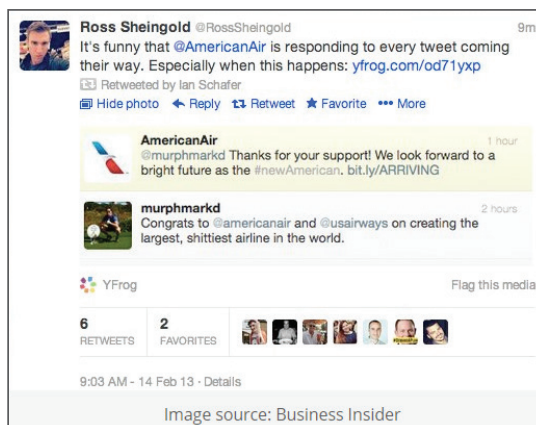 Ross Sheingold @RossSheingold 9m
It's funny that @AmericanAir is responding to every tweet coming
their way. Especially when this happens: yfrog.com/od71yxp
Retweeted by Ian Schafer
Hide photo Reply Retweet Favorite More
AmericanAir 1 hour
@murphmarkd Thanks for your support! We look forward to a
bright future as the #newAmerican. bit.ly/ARRIVING
murphmarkd 2 hours
Congrats to @americanair and @usairways on creating the
largest, shittiest airline in the world.
YFrog Flag this media
6 2
RETWEETS FAVORITES
9:03 AM - 14 Feb 13 · Details
Image source: Business Insider